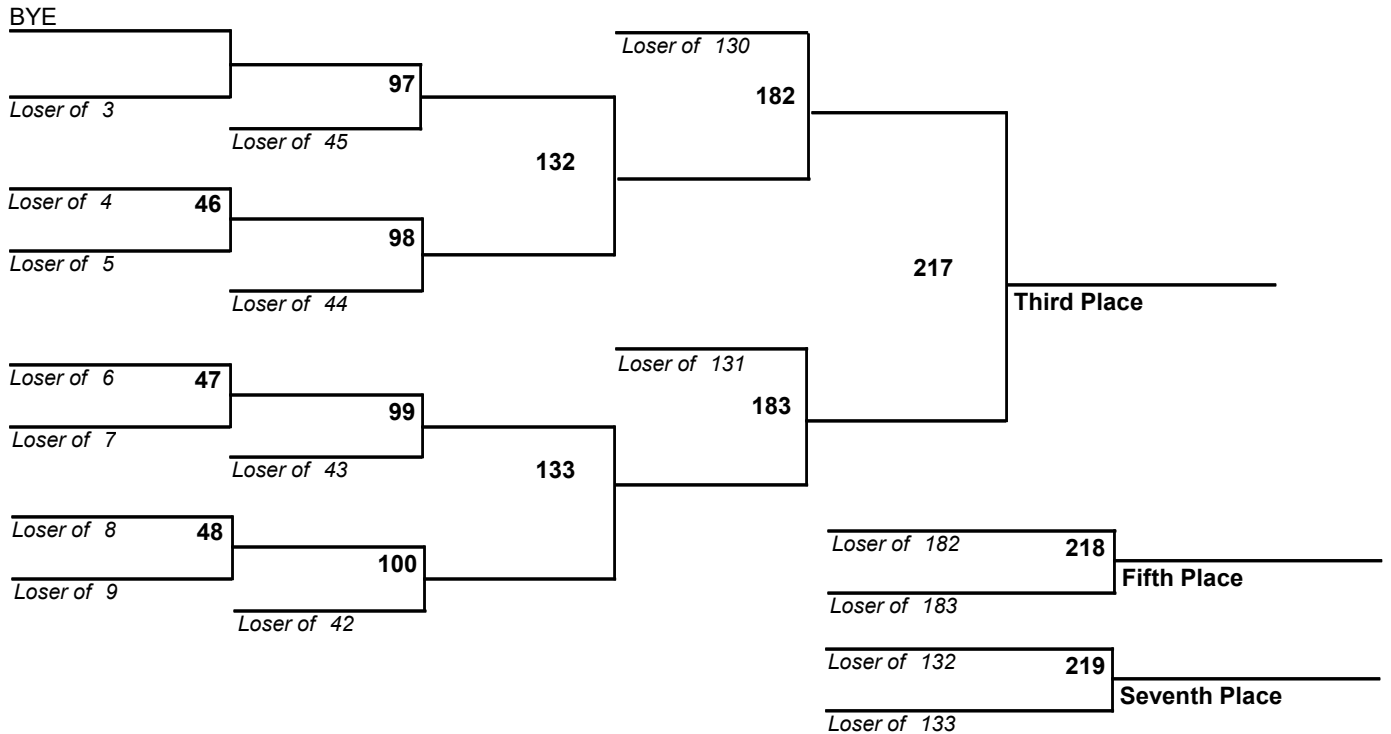 BYE
Loser of 3
97
Loser of 45
Loser of 4
46
Loser of 5
98
Loser of 44
132
Loser of 130
182
Loser of 6
47
Loser of 7
99
Loser of 43
133
Loser of 8
48
Loser of 9
100
Loser of 42
Loser of 131
183
217
Third Place
Loser of 182
218
Loser of 183
Fifth Place
Loser of 132
219
Loser of 133
Seventh Place